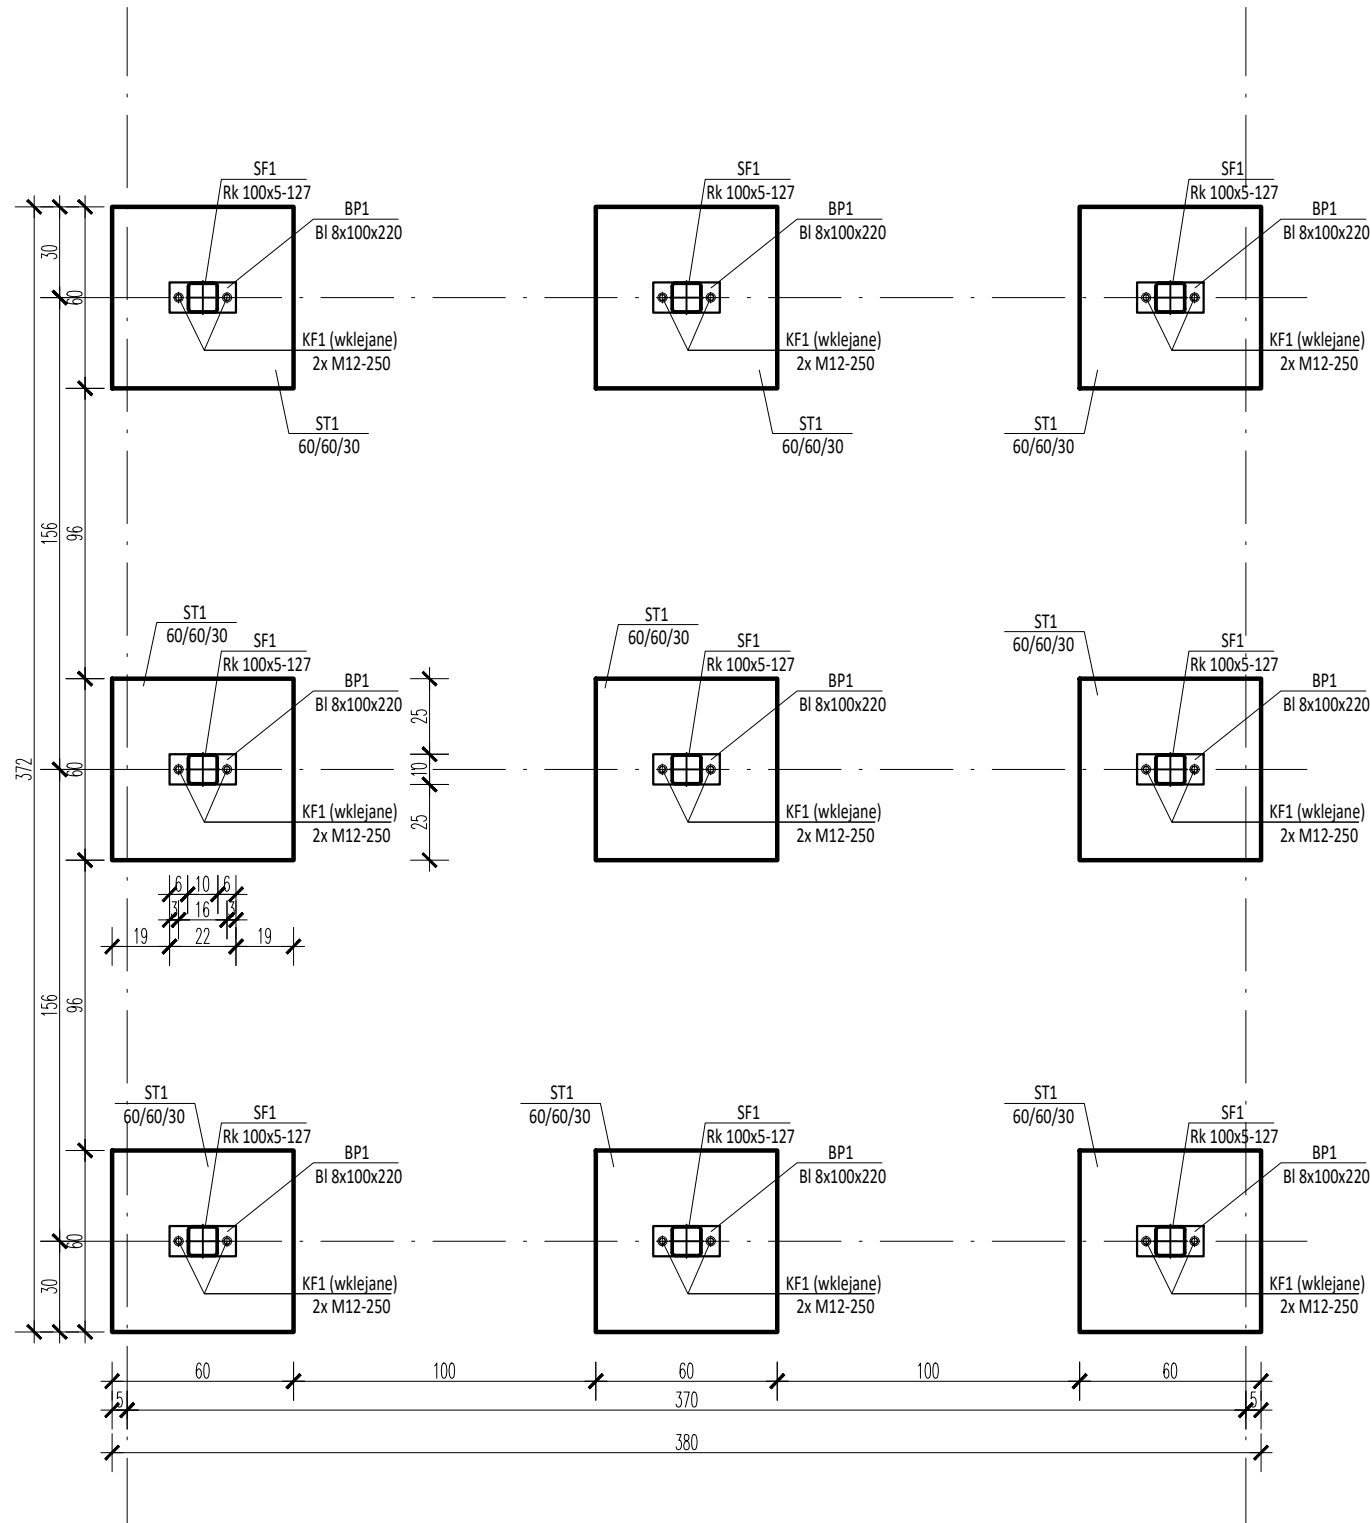 SF1
Rk 100x5-127
BP1
Bl 8x100x220
KF1 (wklejane)
2x M12-250
ST1
60/60/30
SF1
Rk 100x5-127
BP1
Bl 8x100x220
KF1 (wklejane)
2x M12-250
ST1
60/60/30
SF1
Rk 100x5-127
BP1
Bl 8x100x220
KF1 (wklejane)
2x M12-250
ST1
60/60/30
30
60
156
96
372
ST1
60/60/30
SF1
Rk 100x5-127
BP1
Bl 8x100x220
KF1 (wklejane)
2x M12-250
25
10
25
ST1
60/60/30
SF1
Rk 100x5-127
BP1
Bl 8x100x220
KF1 (wklejane)
2x M12-250
ST1
60/60/30
SF1
Rk 100x5-127
BP1
Bl 8x100x220
KF1 (wklejane)
2x M12-250
60
6 10 6
3 16 3
19 22 19
156
96
ST1
60/60/30
SF1
Rk 100x5-127
BP1
Bl 8x100x220
KF1 (wklejane)
2x M12-250
ST1
60/60/30
SF1
Rk 100x5-127
BP1
Bl 8x100x220
KF1 (wklejane)
2x M12-250
ST1
60/60/30
SF1
Rk 100x5-127
BP1
Bl 8x100x220
KF1 (wklejane)
2x M12-250
60
30
60 100 60 100 60
5 370 5
380